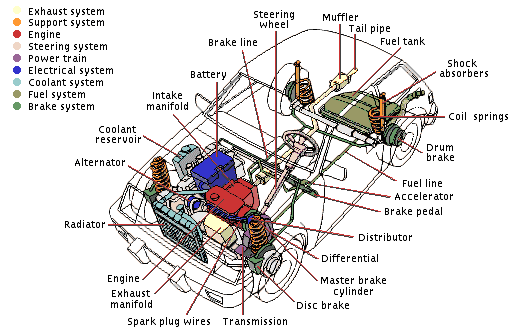 Exhaust system
Support system
Engine
Steering system
Power train
Electrical system
Coolant system
Fuel system
Brake system
Steering
wheel
Muffler
Tail pipe
Fuel tank
Brake line
Shock
absorbers
Battery
Intake
manifold
Coil springs
Coolant
reservoir
Drum
brake
Alternator
Fuel line
Accelerator
Brake pedal
Radiator
Distributor
Differential
Engine
Master brake
cylinder
Exhaust
manifold
Disc brake
Spark plug wires
Transmission